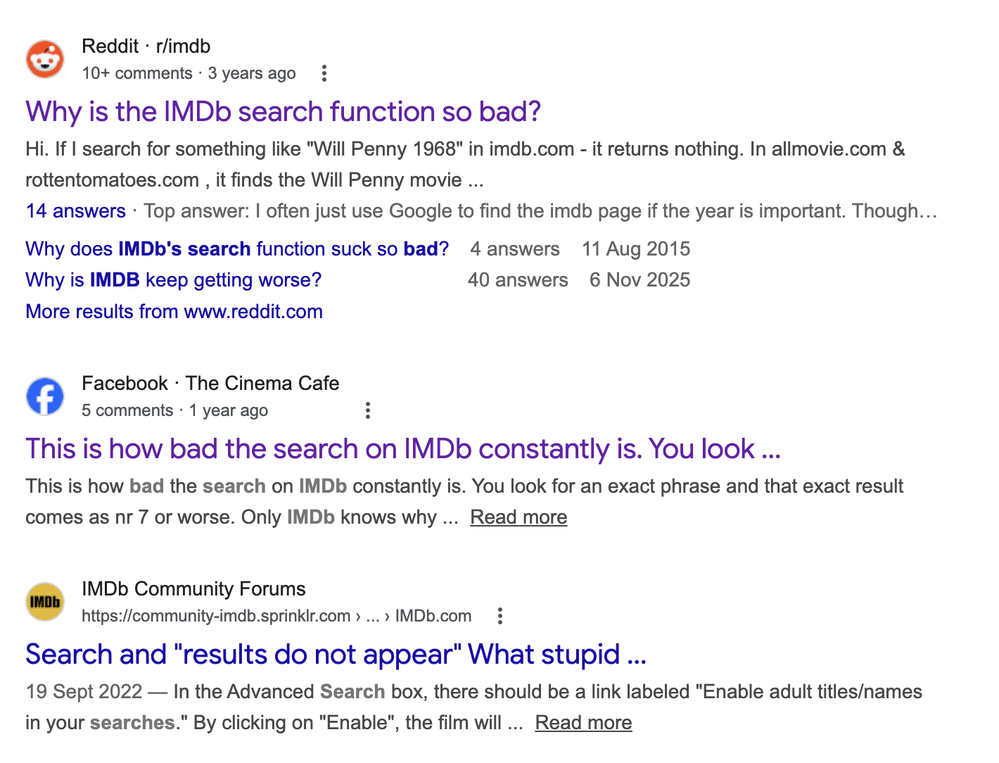 Reddit · r/imdb
10+ comments · 3 years ago
Why is the IMDb search function so bad?
Hi. If I search for something like "Will Penny 1968" in imdb.com - it returns nothing. In allmovie.com &
rottentomatoes.com , it finds the Will Penny movie ...
14 answers · Top answer: I often just use Google to find the imdb page if the year is important. Though…
Why does IMDb's search function suck so bad? 4 answers 11 Aug 2015
Why is IMDB keep getting worse? 40 answers 6 Nov 2025
More results from www.reddit.com
Facebook · The Cinema Cafe
5 comments · 1 year ago
This is how bad the search on IMDb constantly is. You look ...
This is how bad the search on IMDb constantly is. You look for an exact phrase and that exact result
comes as nr 7 or worse. Only IMDb knows why ... Read more
IMDb
IMDb Community Forums
https://community-imdb.sprinklr.com › ... › IMDb.com
Search and "results do not appear" What stupid ...
19 Sept 2022 — In the Advanced Search box, there should be a link labeled "Enable adult titles/names
in your searches." By clicking on "Enable", the film will ... Read more